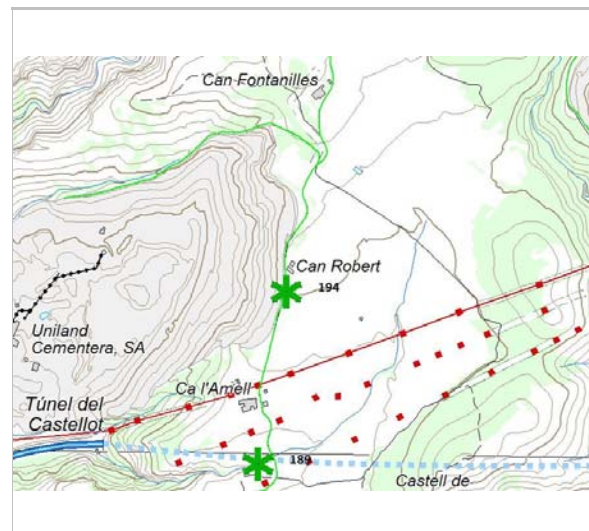 Can Fontanilles
Can Robert
194
Uniland
Cementera, SA
Ca l'Amell
Túnel del
Castellot
189
Castell de